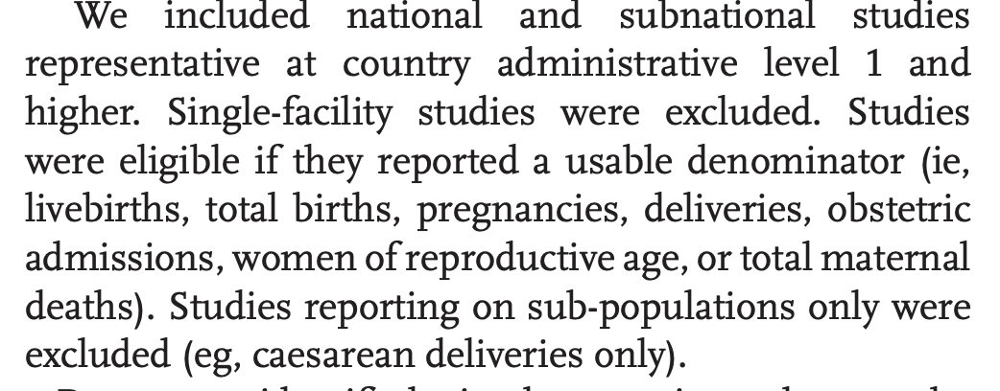 We included national and subnational studies
representative at country administrative level 1 and
higher. Single-facility studies were excluded. Studies
were eligible if they reported a usable denominator (ie,
livebirths, total births, pregnancies, deliveries, obstetric
admissions, women of reproductive age, or total maternal
deaths). Studies reporting on sub-populations only were
excluded (eg, caesarean deliveries only).